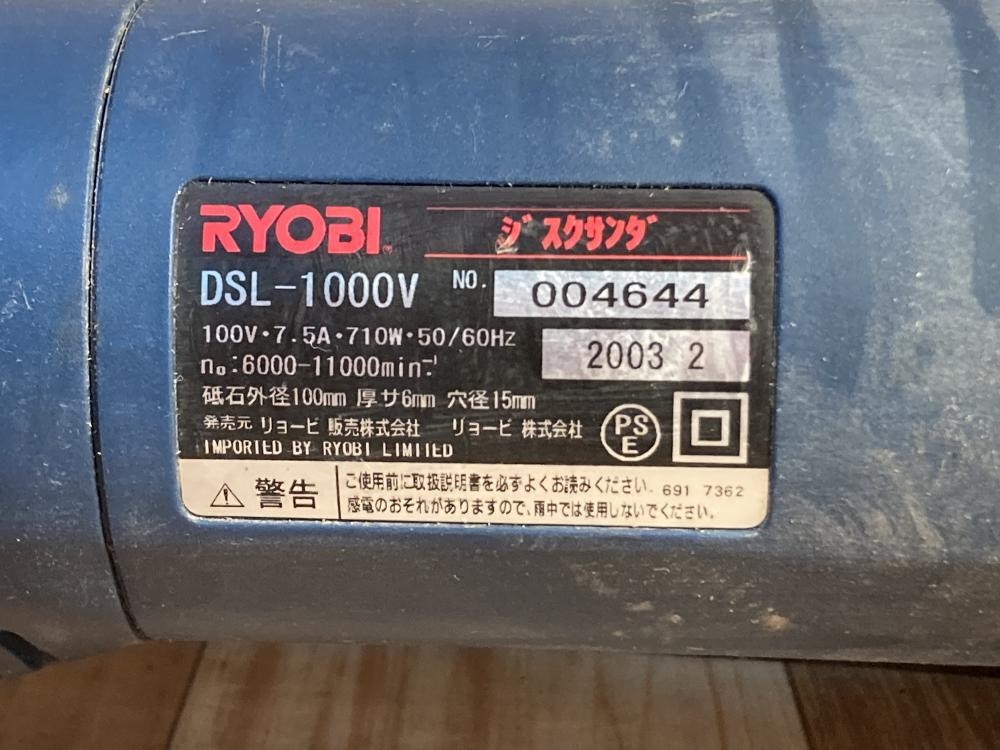 RYOBI ジスクサンダ
DSL-1000V NO. 004644
100V・7.5A・710W・50/60Hz
2003 2
n₀:6000-11000min⁻¹
砥石外径100mm 厚サ6mm 穴径15mm
発売元 リョービ 販売株式会社 リョービ 株式会社
IMPORTED BY RYOBI LIMITED
PS
E
⚠ 警告
ご使用前に取扱説明書を必ずよくお読みください。 691 7362
感電のおそれがありますので、雨中では使用しないでください。